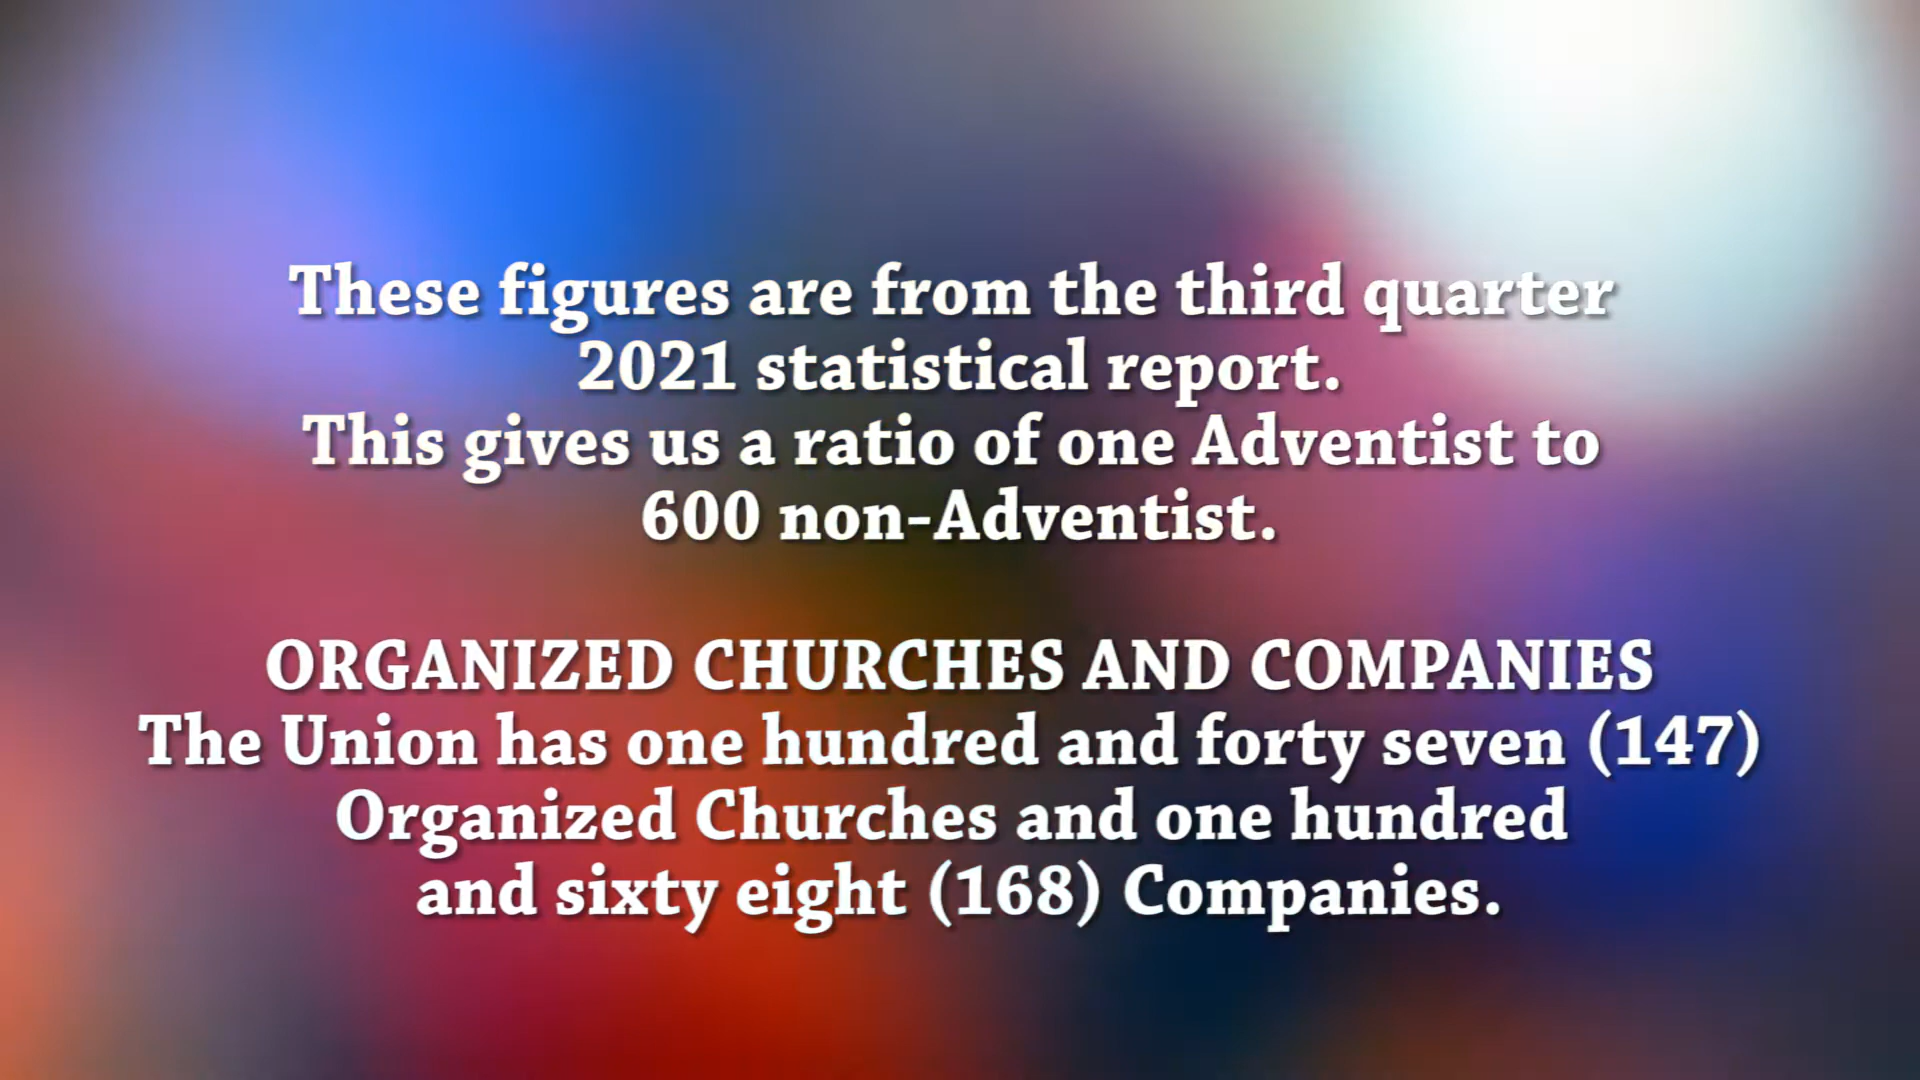 These figures are from the third quarter
2021 statistical report.
This gives us a ratio of one Adventist to
600 non-Adventist.
ORGANIZED CHURCHES AND COMPANIES
The Union has one hundred and forty seven (147)
Organized Churches and one hundred
and sixty eight (168) Companies.